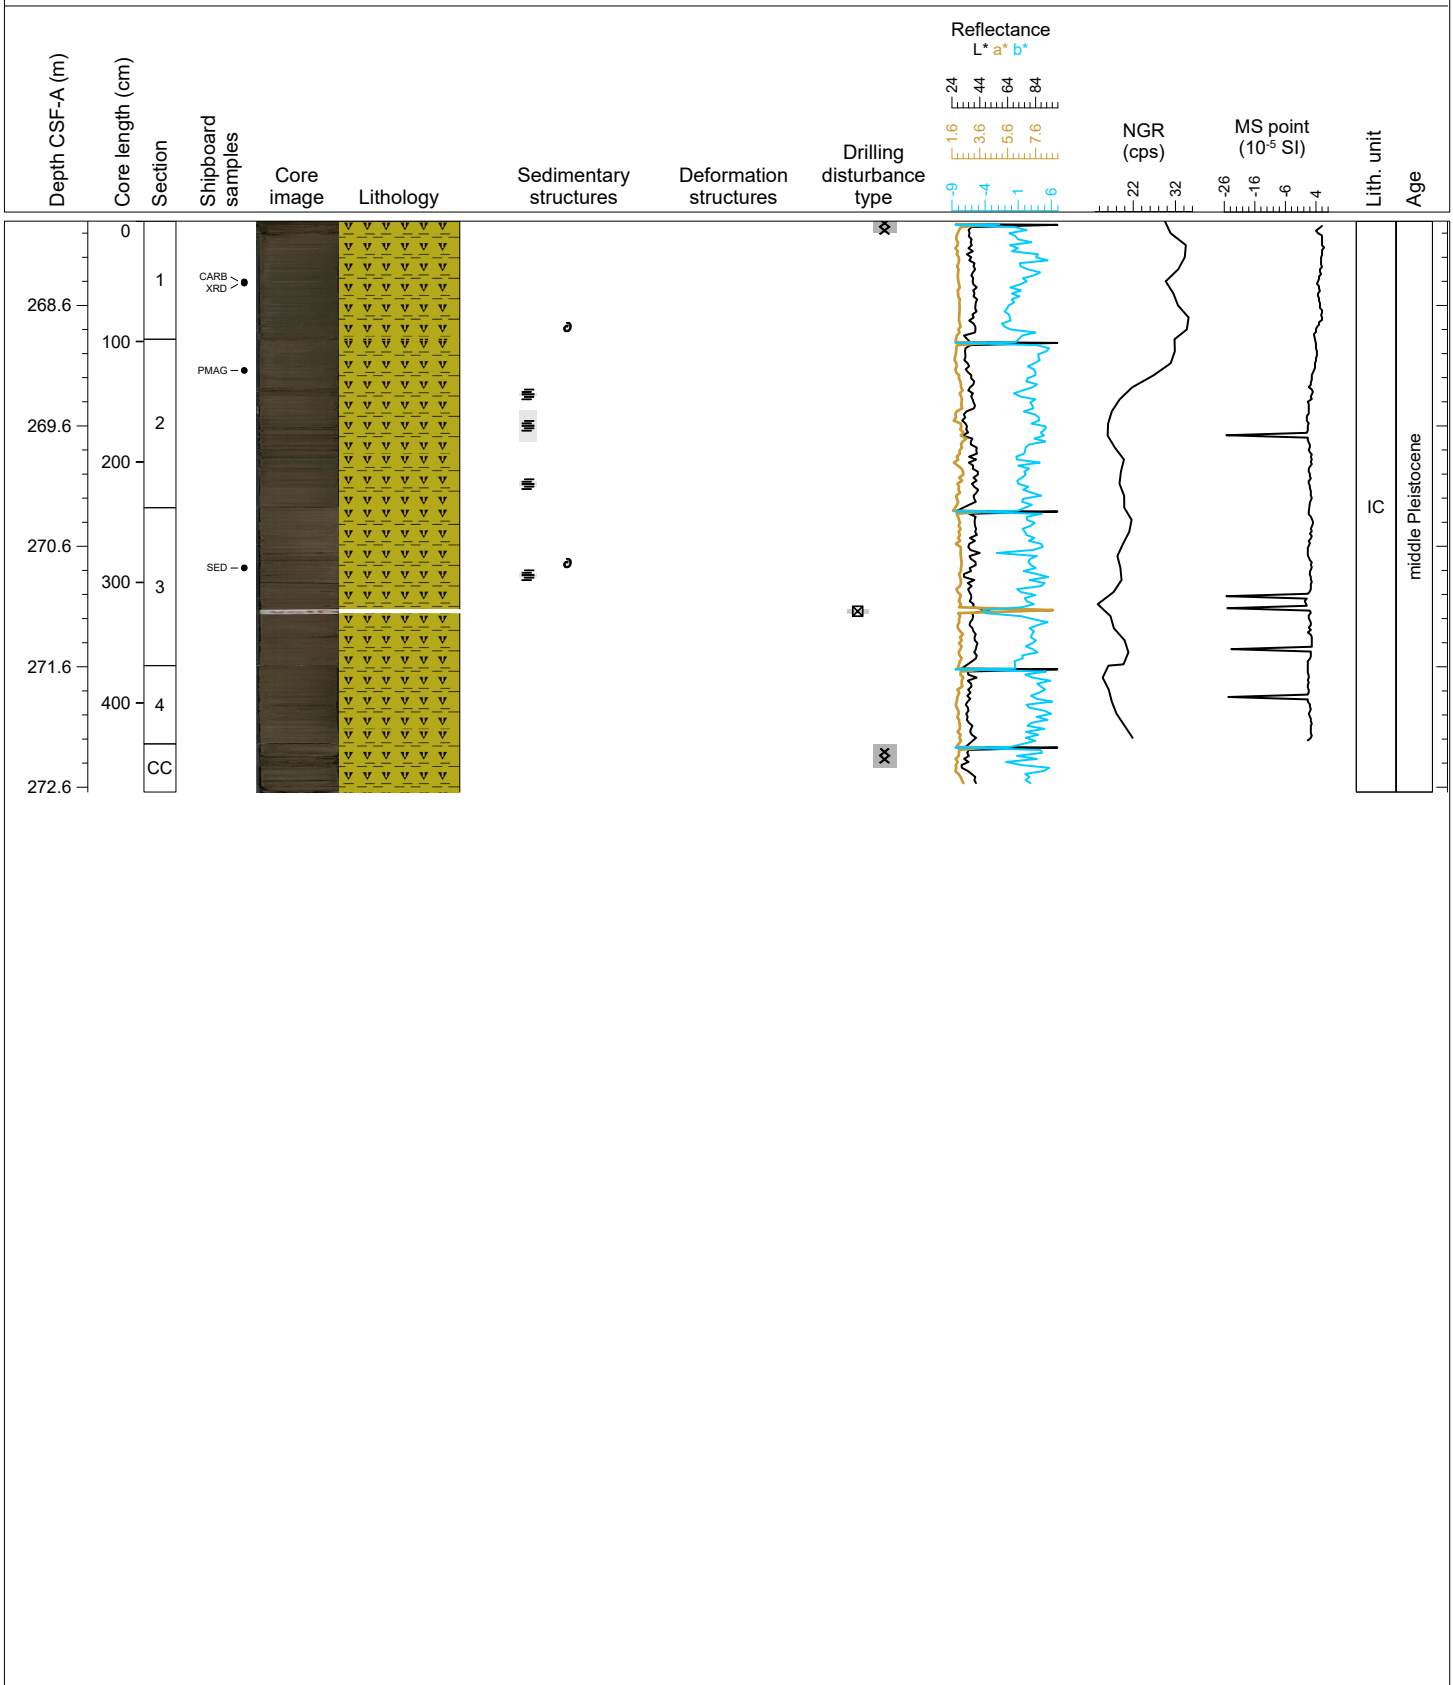 Depth CSF-A (m)
Core length (cm)
Section
Shipboard
samples
Core
image
Lithology
Sedimentary
structures
Deformation
structures
Drilling
disturbance
type
Reflectance
L* a* b*
24 44 64 84
1.6 3.6 5.6 7.6
-9 -4 1 6
NGR
(cps)
22 32
MS point
(10⁻⁵ SI)
-26 -16 -6 4
Lith. unit
Age
0
1
CARB
XRD
268.6
100
PMAG
2
269.6
200
IC
middle Pleistocene
270.6
SED
300
3
271.6
400
4
CC
272.6